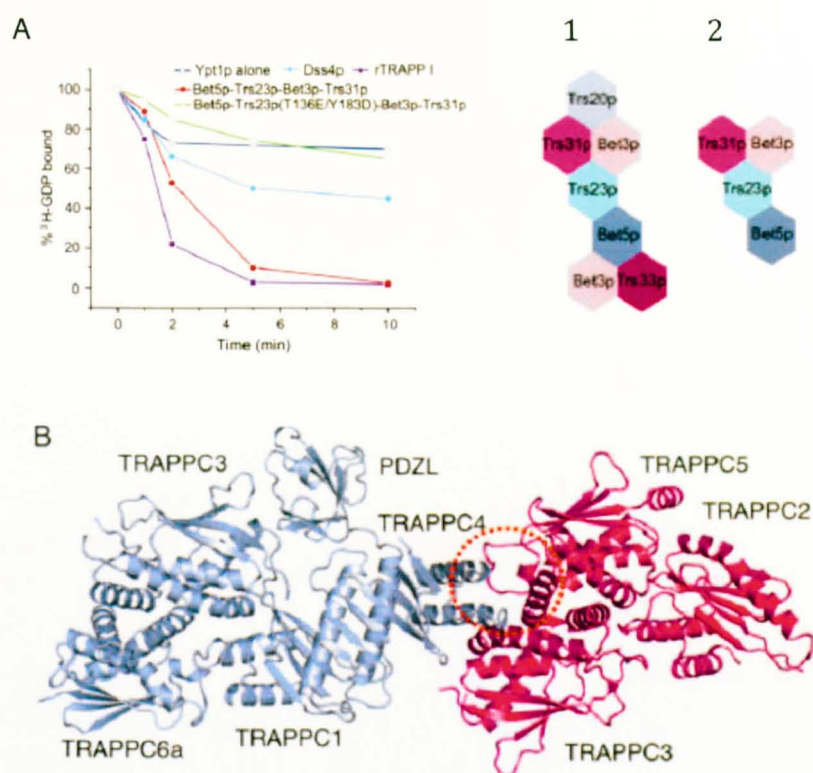 A
1
2
Ypt1p alone
Dss4p
rTRAPP I
Bet5p-Trs23p-Bet3p-Trs31p
Bet5p-Trs23p(T136E/Y183D)-Bet3p-Trs31p
% ³H-GDP bound
100
80
60
40
20
0
0 2 4 6 8 10
Time (min)
Trs20p
Trs31p Bet3p
Trs23p
Bet5p
Bet3p Trs33p
Trs31p Bet3p
Trs23p
Bet5p
B
TRAPPC3
PDZL
TRAPPC4
TRAPPC5
TRAPPC2
TRAPPC6a
TRAPPC1
TRAPPC3